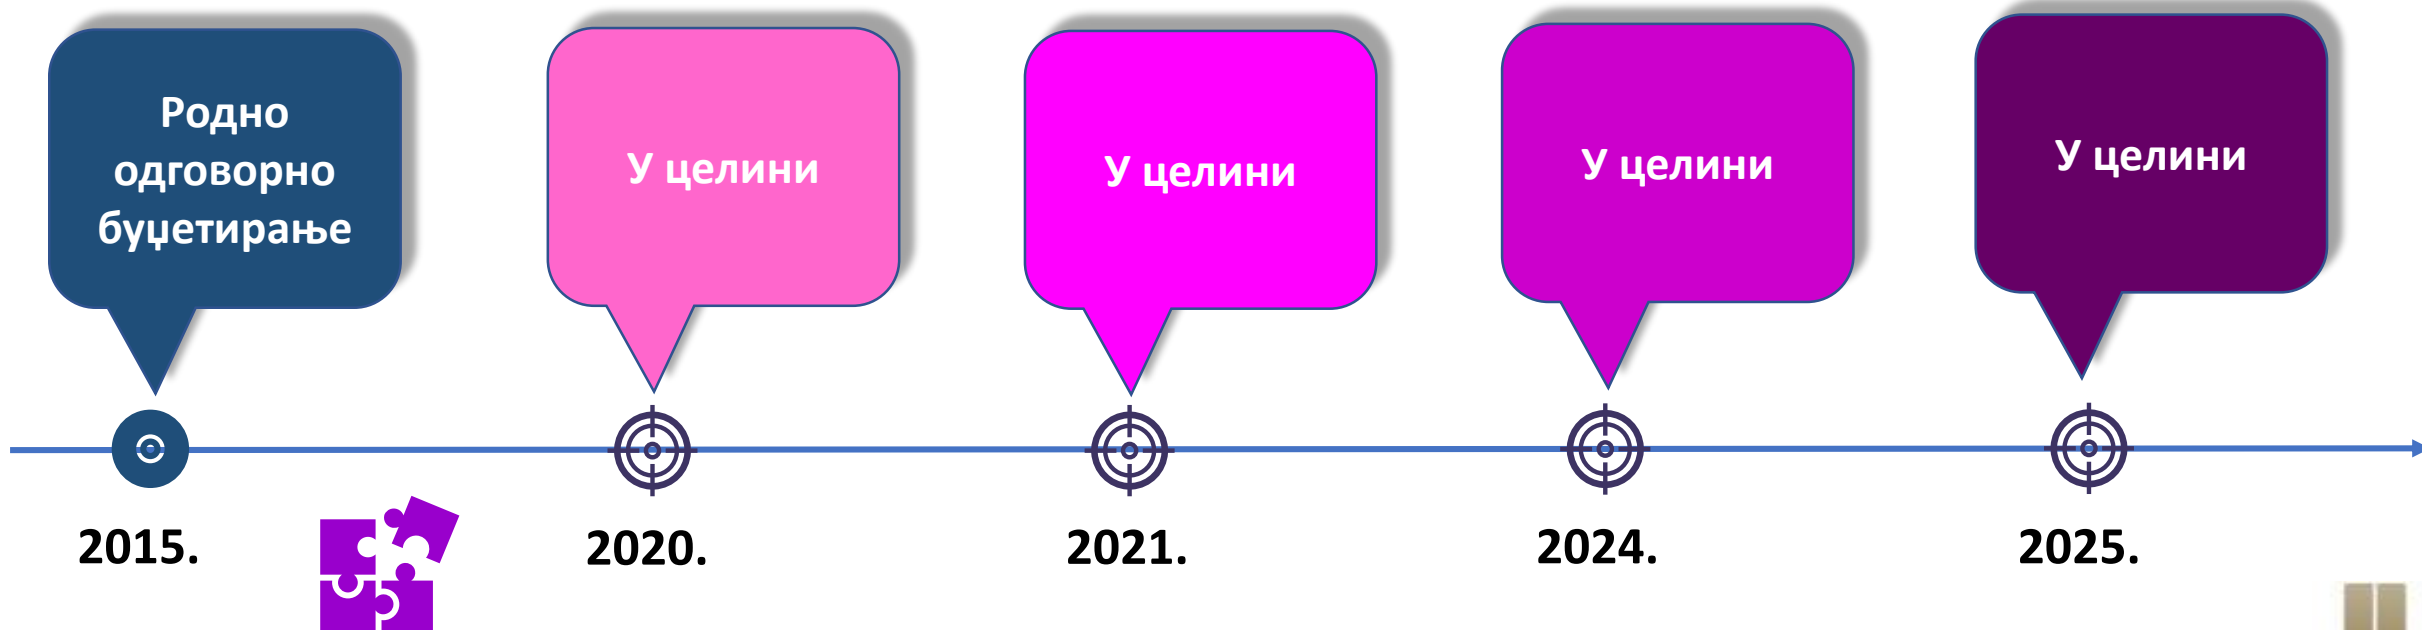 Родно
одговорно
буџетирање
У целини
У целини
У целини
У целини
2015.
2020.
2021.
2024.
2025.